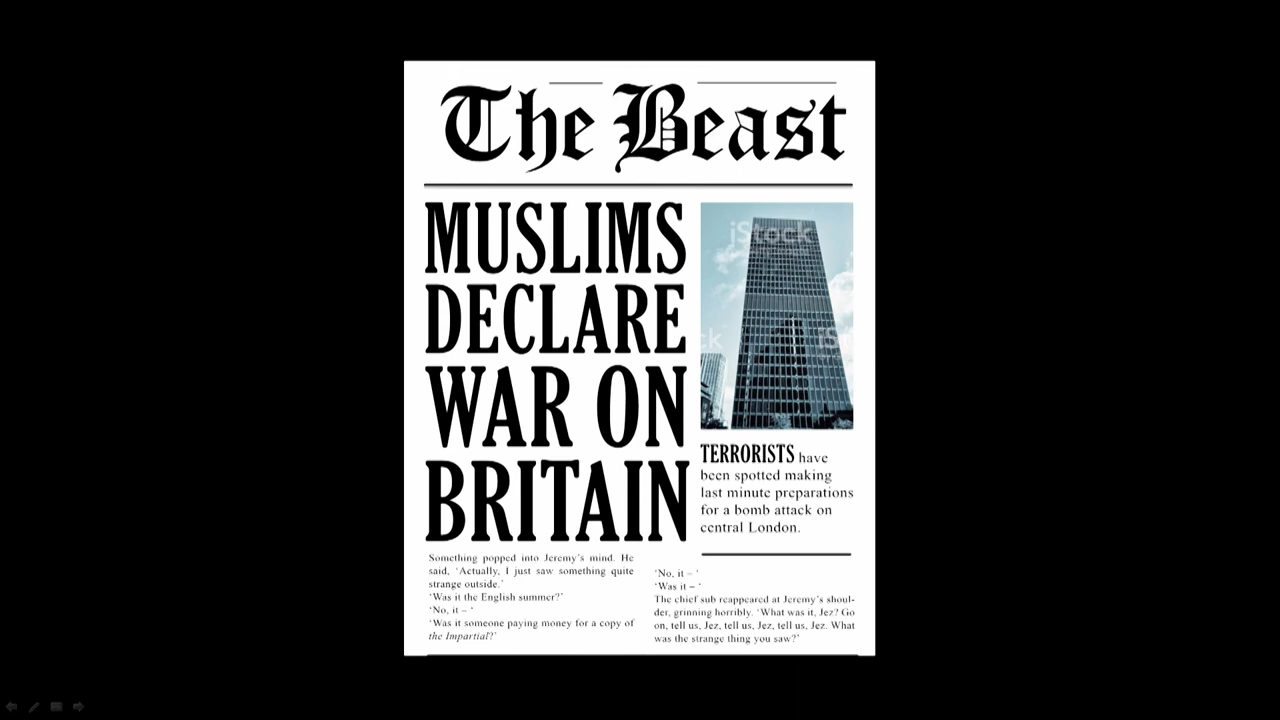 The Beast
MUSLIMS
DECLARE
WAR ON
BRITAIN
iStock
ck
iSt
TERRORISTS have
been spotted making
last minute preparations
for a bomb attack on
central London.
Something popped into Jeremy's mind. He
said, 'Actually, I just saw something quite
strange outside.'
'Was it the English summer?'
'No, it – '
'Was it someone paying money for a copy of
the Impartial?'
'No, it – '
'Was it – '
The chief sub reappeared at Jeremy's shoul-
der, grinning horribly. 'What was it, Jez? Go
on, tell us, Jez, tell us, Jez, tell us, Jez. What
was the strange thing you saw?'